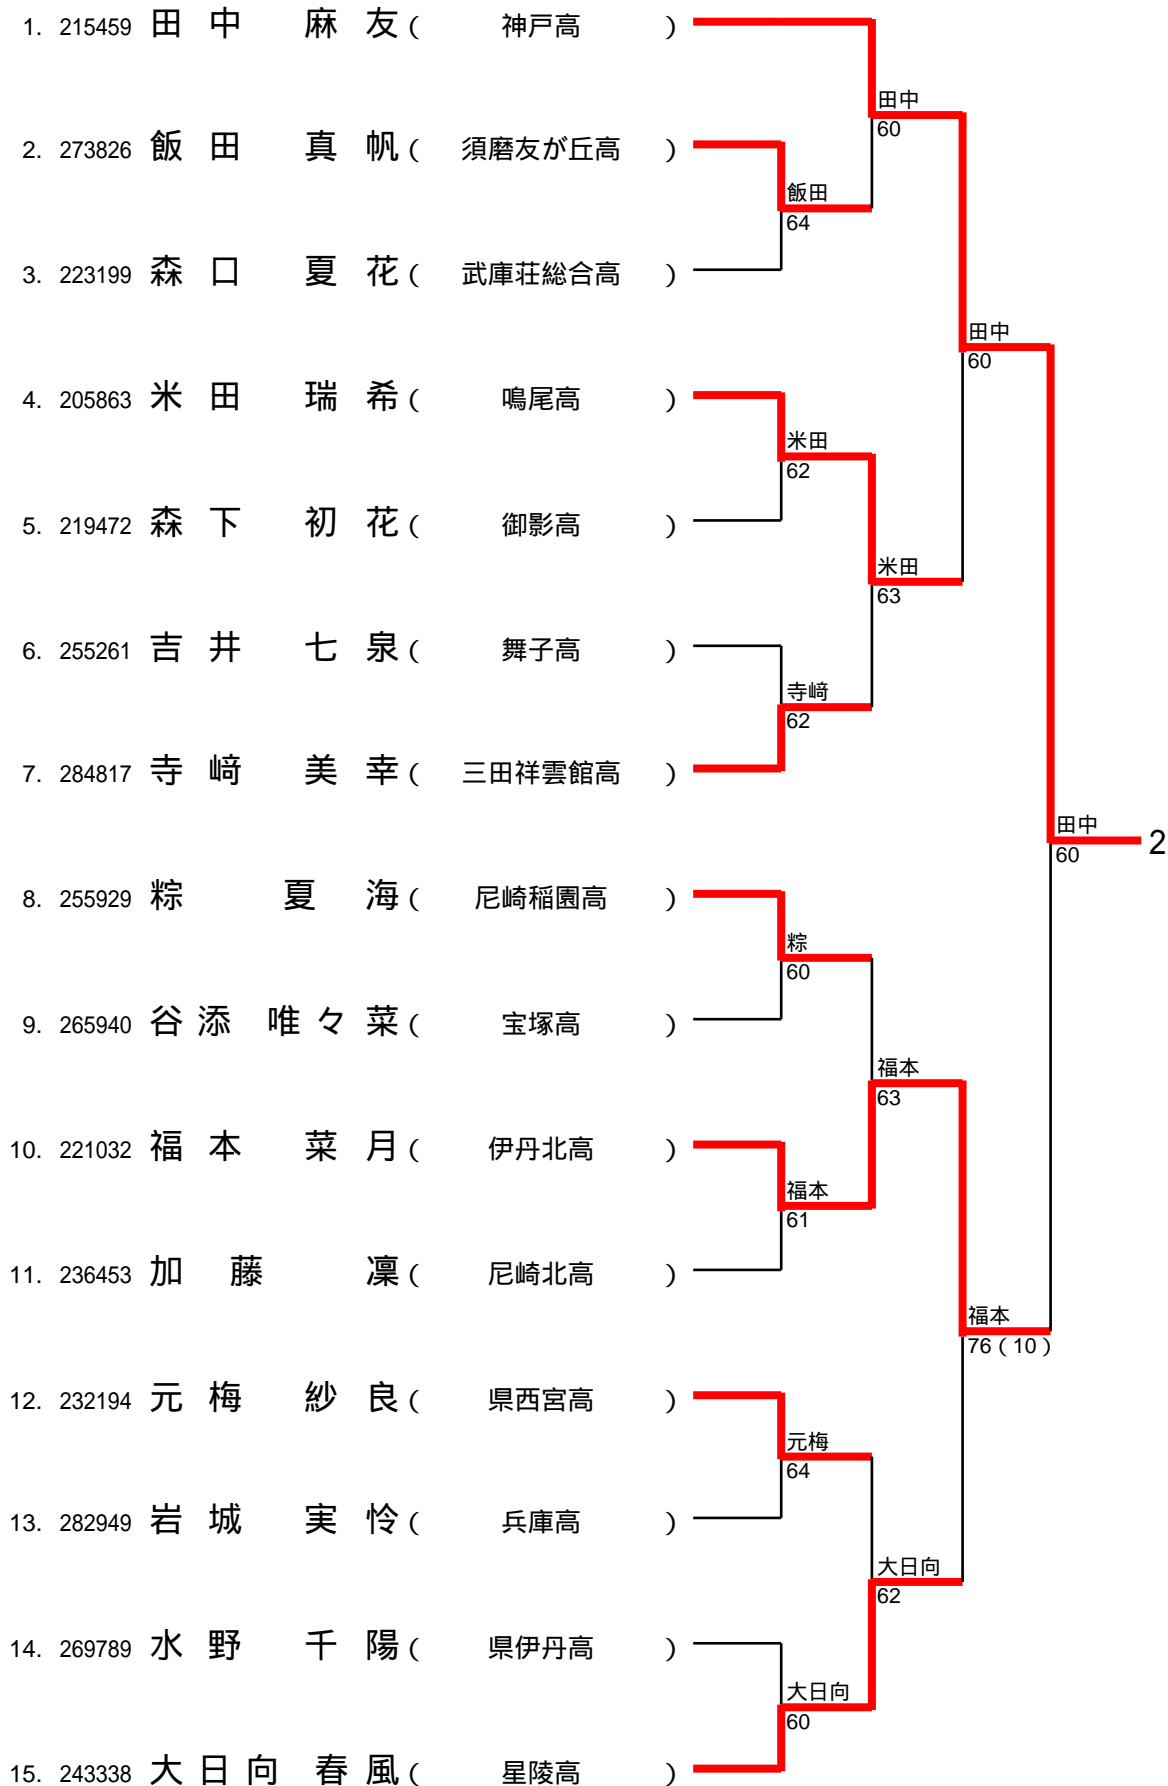 1. 215459 田中 麻友 ( 神戸高 )
田中
60
2. 273826 飯田 真帆 ( 須磨友が丘高 )
飯田
64
3. 223199 森口 夏花 ( 武庫荘総合高 )
田中
60
4. 205863 米田 瑞希 ( 鳴尾高 )
米田
62
5. 219472 森下 初花 ( 御影高 )
米田
63
6. 255261 吉井 七泉 ( 舞子高 )
寺﨑
62
7. 284817 寺﨑 美幸 ( 三田祥雲館高 )
田中
60
2
8. 255929 粽 夏海 ( 尼崎稲園高 )
粽
60
9. 265940 谷添 唯々菜 ( 宝塚高 )
福本
63
10. 221032 福本 菜月 ( 伊丹北高 )
福本
61
11. 236453 加藤 凜 ( 尼崎北高 )
福本
76 ( 10 )
12. 232194 元梅 紗良 ( 県西宮高 )
元梅
64
13. 282949 岩城 実怜 ( 兵庫高 )
大日向
62
14. 269789 水野 千陽 ( 県伊丹高 )
大日向
60
15. 243338 大日向 春風 ( 星陵高 )